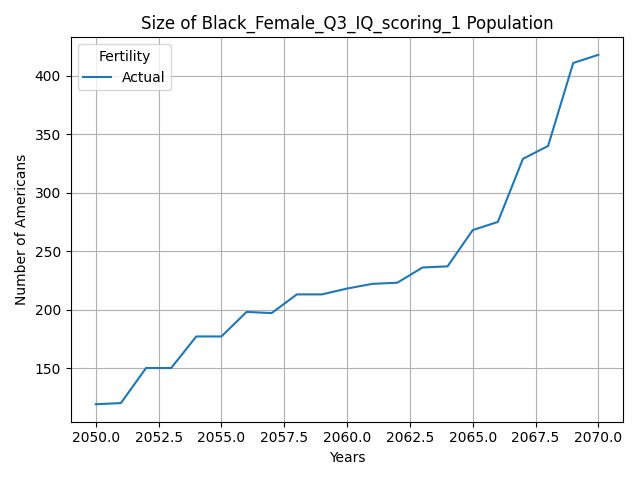 Size of Black_Female_Q3_IQ_scoring_1 Population
Fertility
Actual
Number of Americans
400
350
300
250
200
150
2050.0 2052.5 2055.0 2057.5 2060.0 2062.5 2065.0 2067.5 2070.0
Years